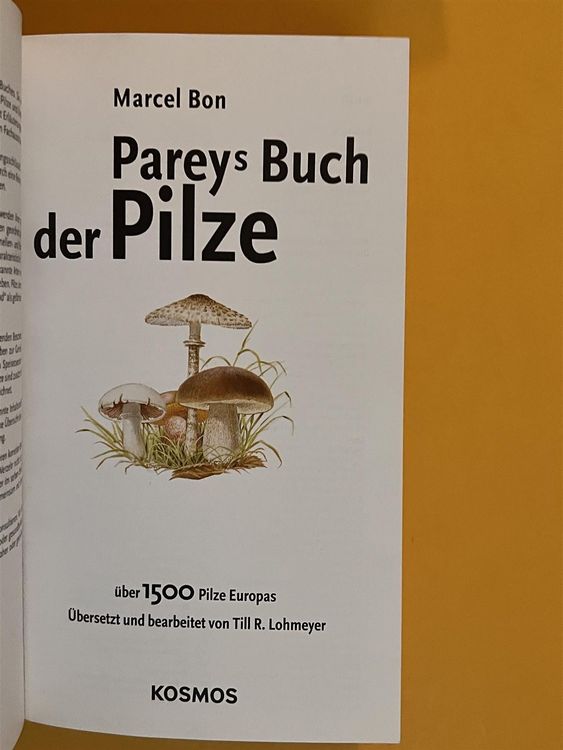 Marcel Bon
Pareys Buch
der Pilze
über 1500 Pilze Europas
Übersetzt und bearbeitet von Till R. Lohmeyer
KOSMOS